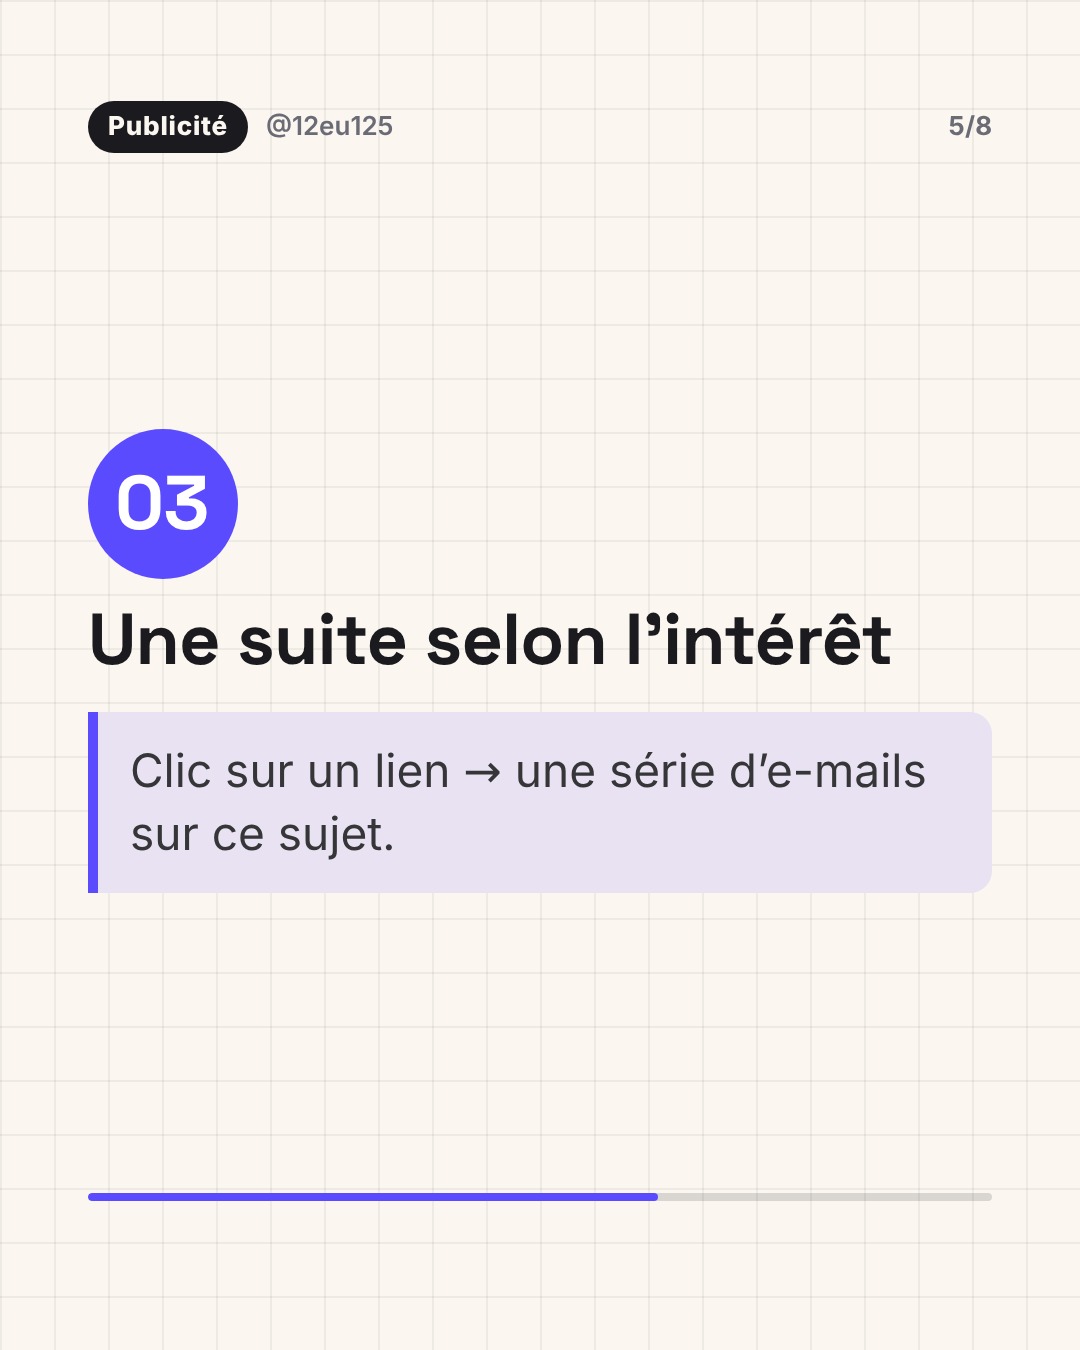 Publicité @12eu125 5/8
03
Une suite selon l’intérêt
Clic sur un lien → une série d’e-mails
sur ce sujet.